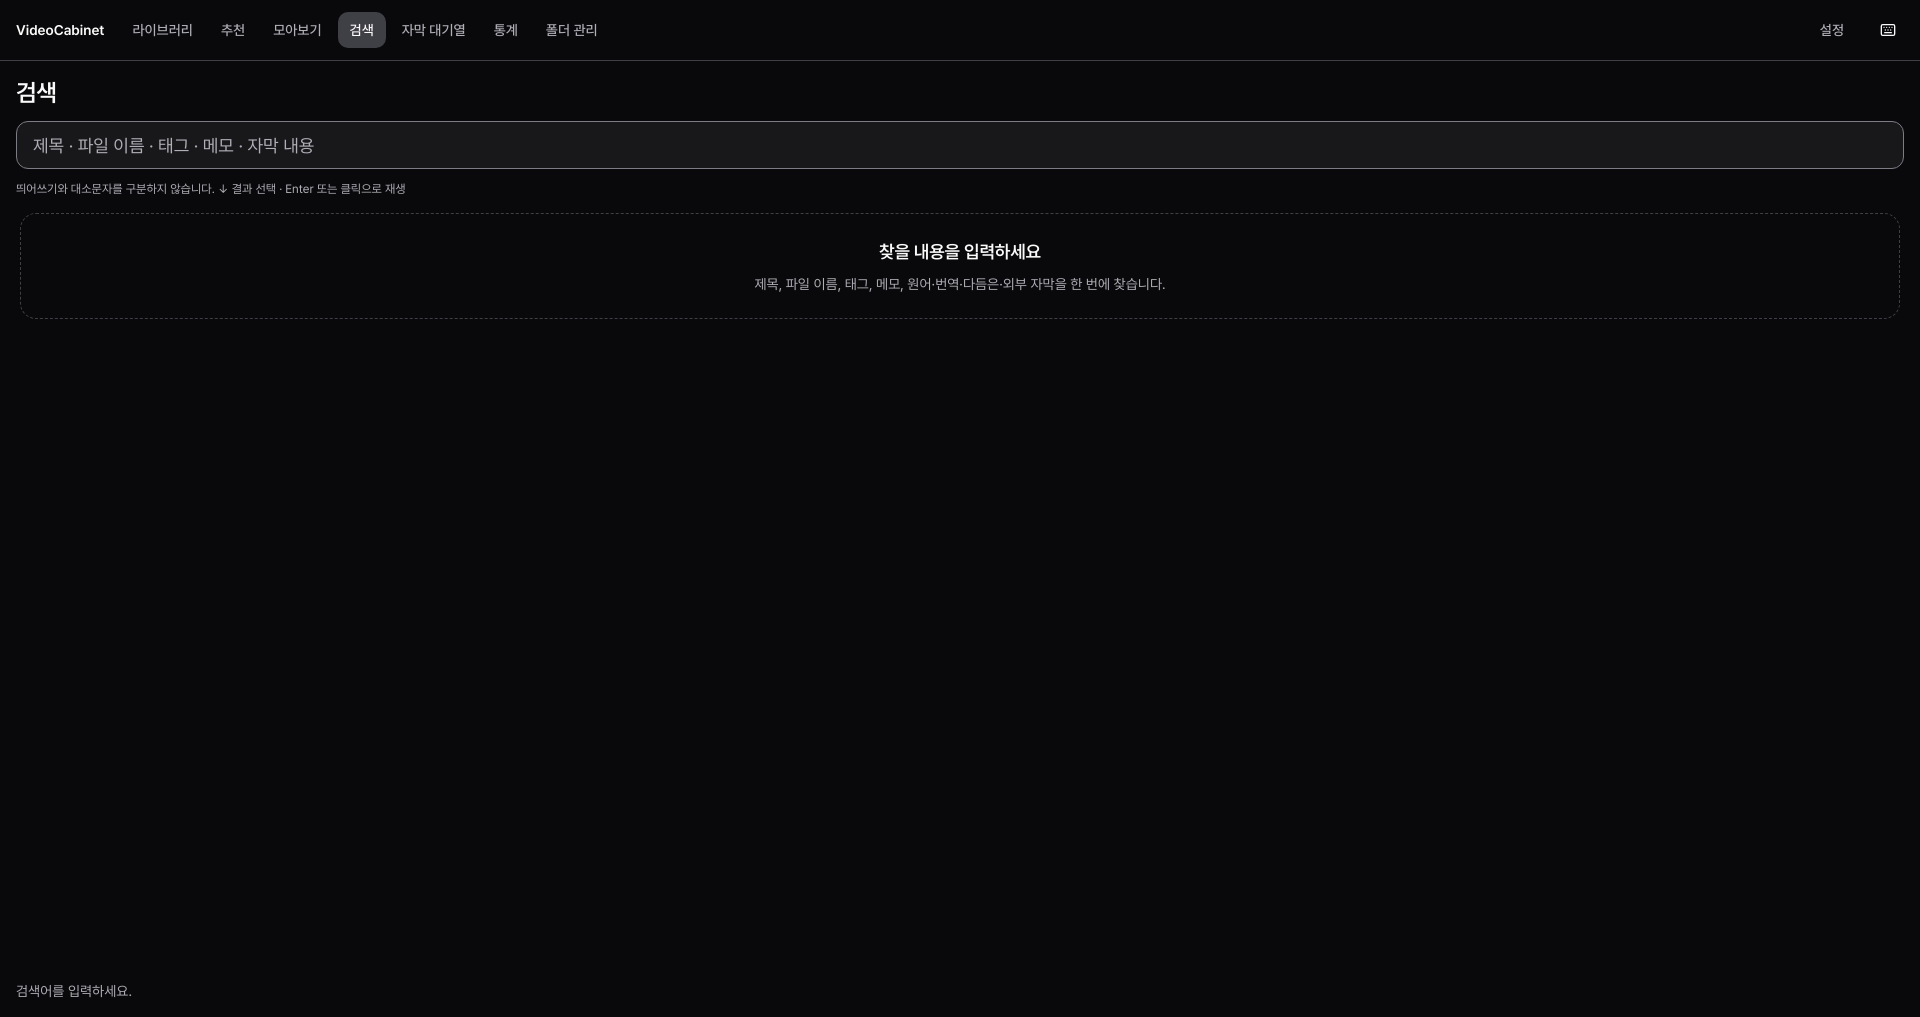 VideoCabinet 라이브러리 추천 모아보기 검색 자막 대기열 통계 폴더 관리 설정
검색
제목 · 파일 이름 · 태그 · 메모 · 자막 내용
띄어쓰기와 대소문자를 구분하지 않습니다. ↓ 결과 선택 · Enter 또는 클릭으로 재생
찾을 내용을 입력하세요
제목, 파일 이름, 태그, 메모, 원어·번역·다듬은·외부 자막을 한 번에 찾습니다.
검색어를 입력하세요.